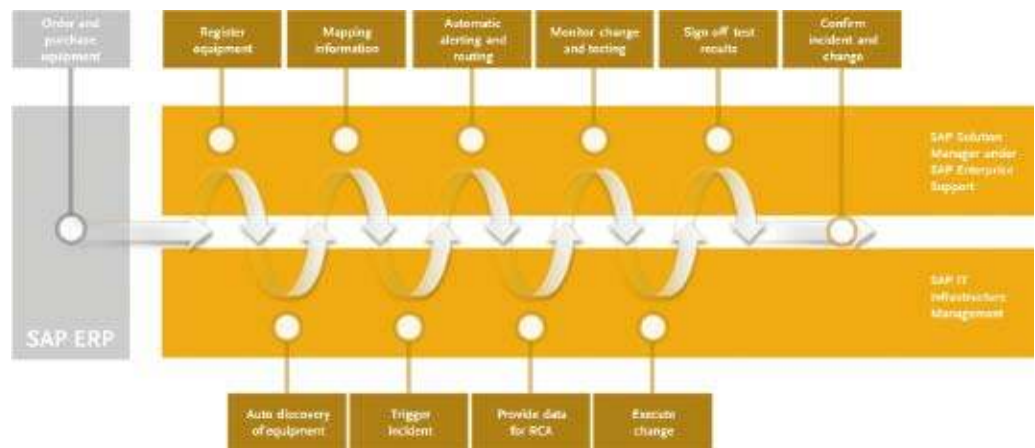 Order and
purchase
equipment
Register
equipment
Mapping
information
Automatic
alerting and
routing
Monitor change
and testing
Sign off test
results
Confirm
incident and
change
SAP Solution
Manager under
SAP Enterprise
Support
SAP IT
Infrastructure
Management
SAP ERP
Auto discovery
of equipment
Trigger
incident
Provide data
for RCA
Execute
change